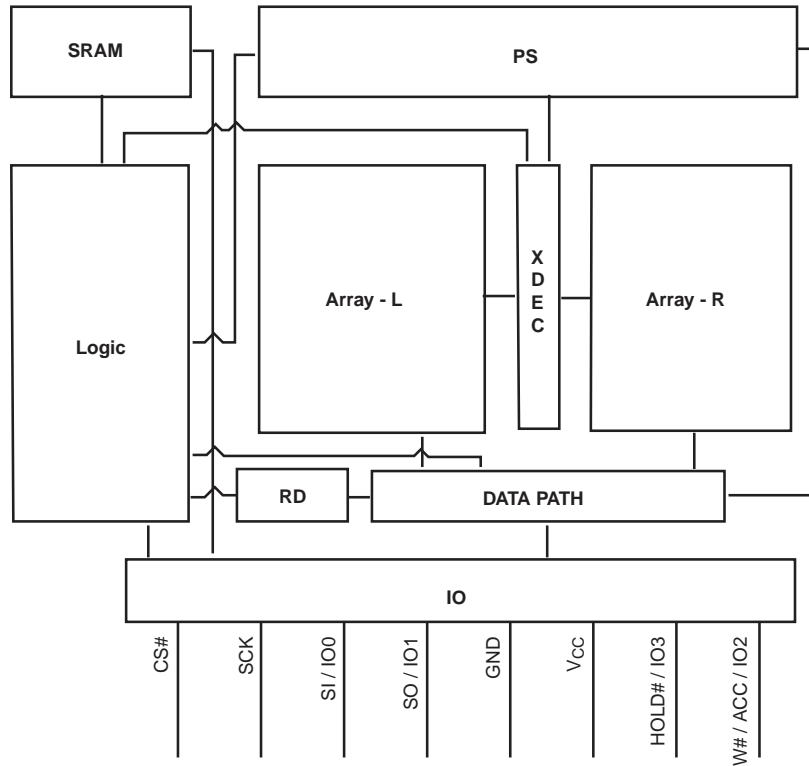 SRAM
PS
Array - L
X
D
E
C
Array - R
Logic
RD
DATA PATH
IO
CS#
SCK
SI / IO0
SO / IO1
GND
VCC
HOLD# / IO3
W# / ACC / IO2